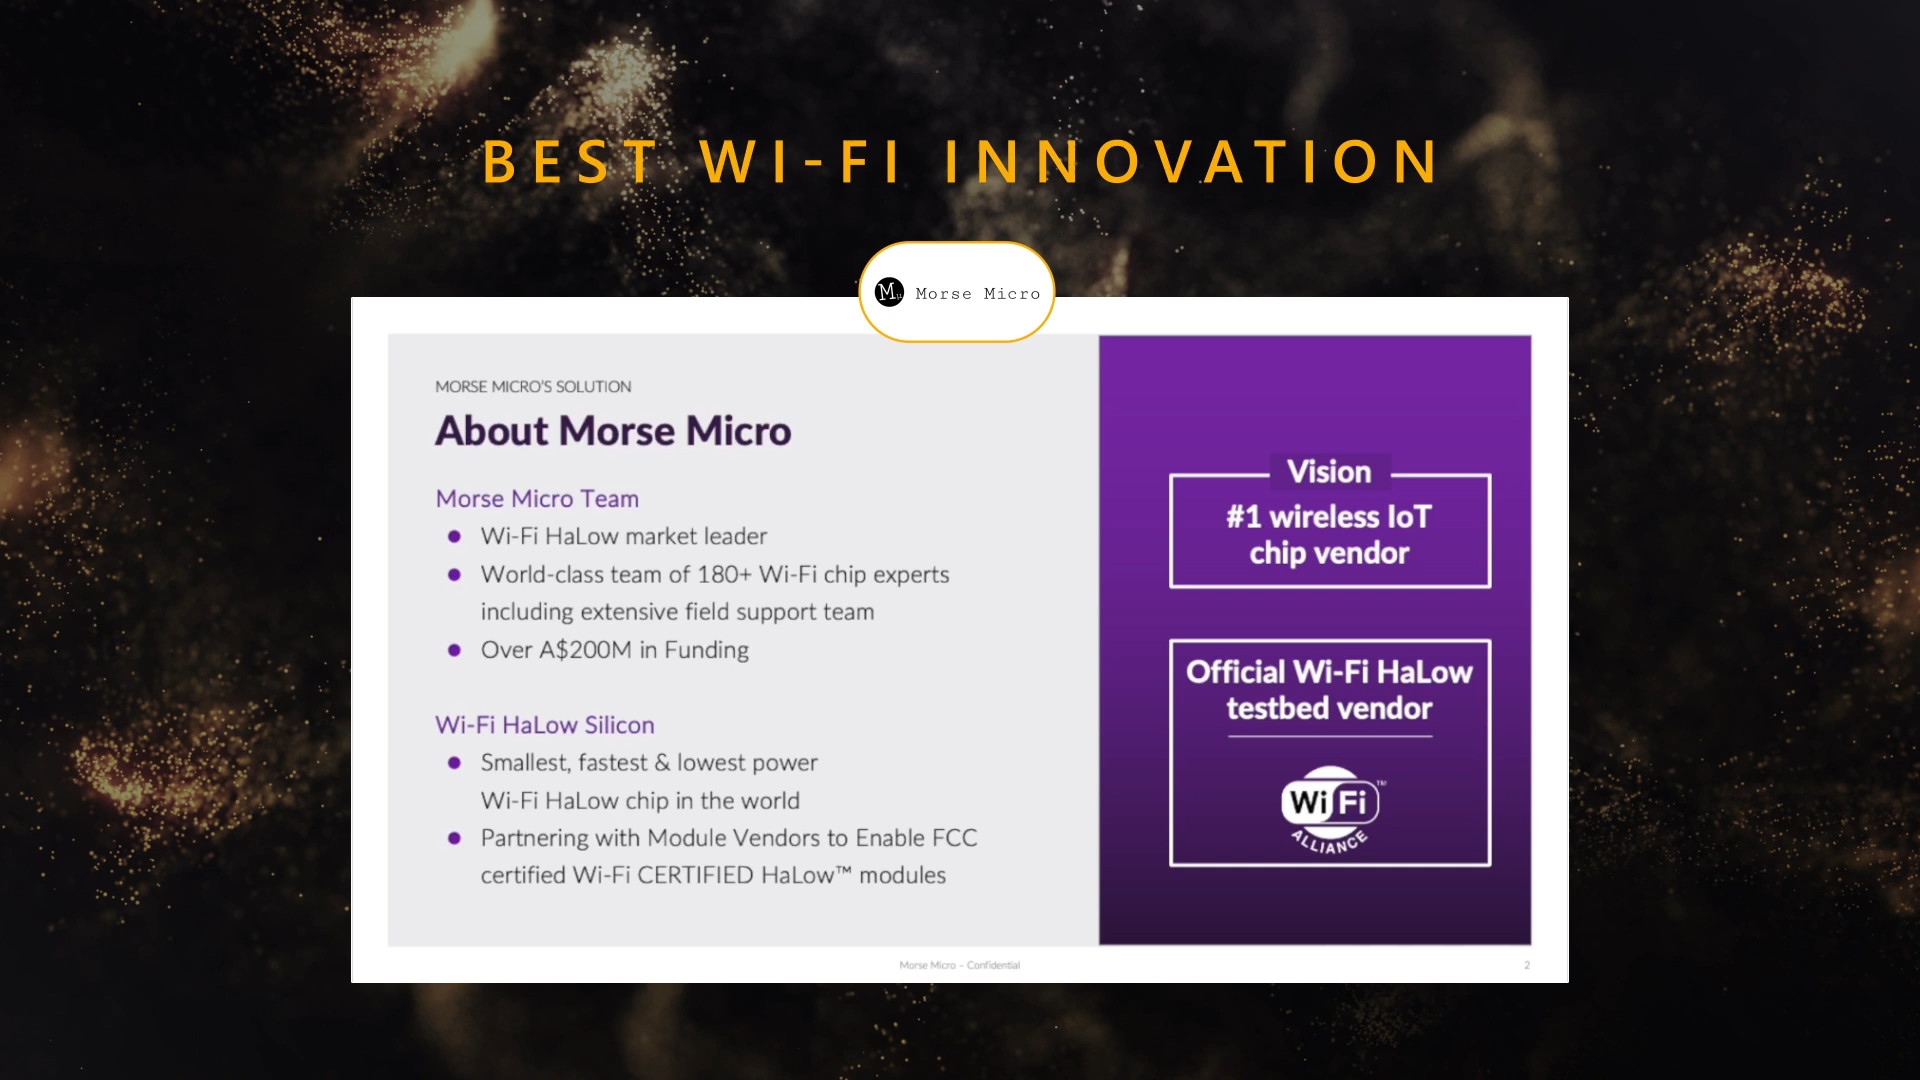 BEST WI-FI INNOVATION
Mμ Morse Micro
MORSE MICRO'S SOLUTION
About Morse Micro
Morse Micro Team
● Wi-Fi HaLow market leader
● World-class team of 180+ Wi-Fi chip experts
including extensive field support team
● Over A$200M in Funding
Wi-Fi HaLow Silicon
● Smallest, fastest & lowest power
Wi-Fi HaLow chip in the world
● Partnering with Module Vendors to Enable FCC
certified Wi-Fi CERTIFIED HaLow™ modules
Vision
#1 wireless IoT
chip vendor
Official Wi-Fi HaLow
testbed vendor
Wi Fi™
ALLIANCE
Morse Micro – Confidential
2